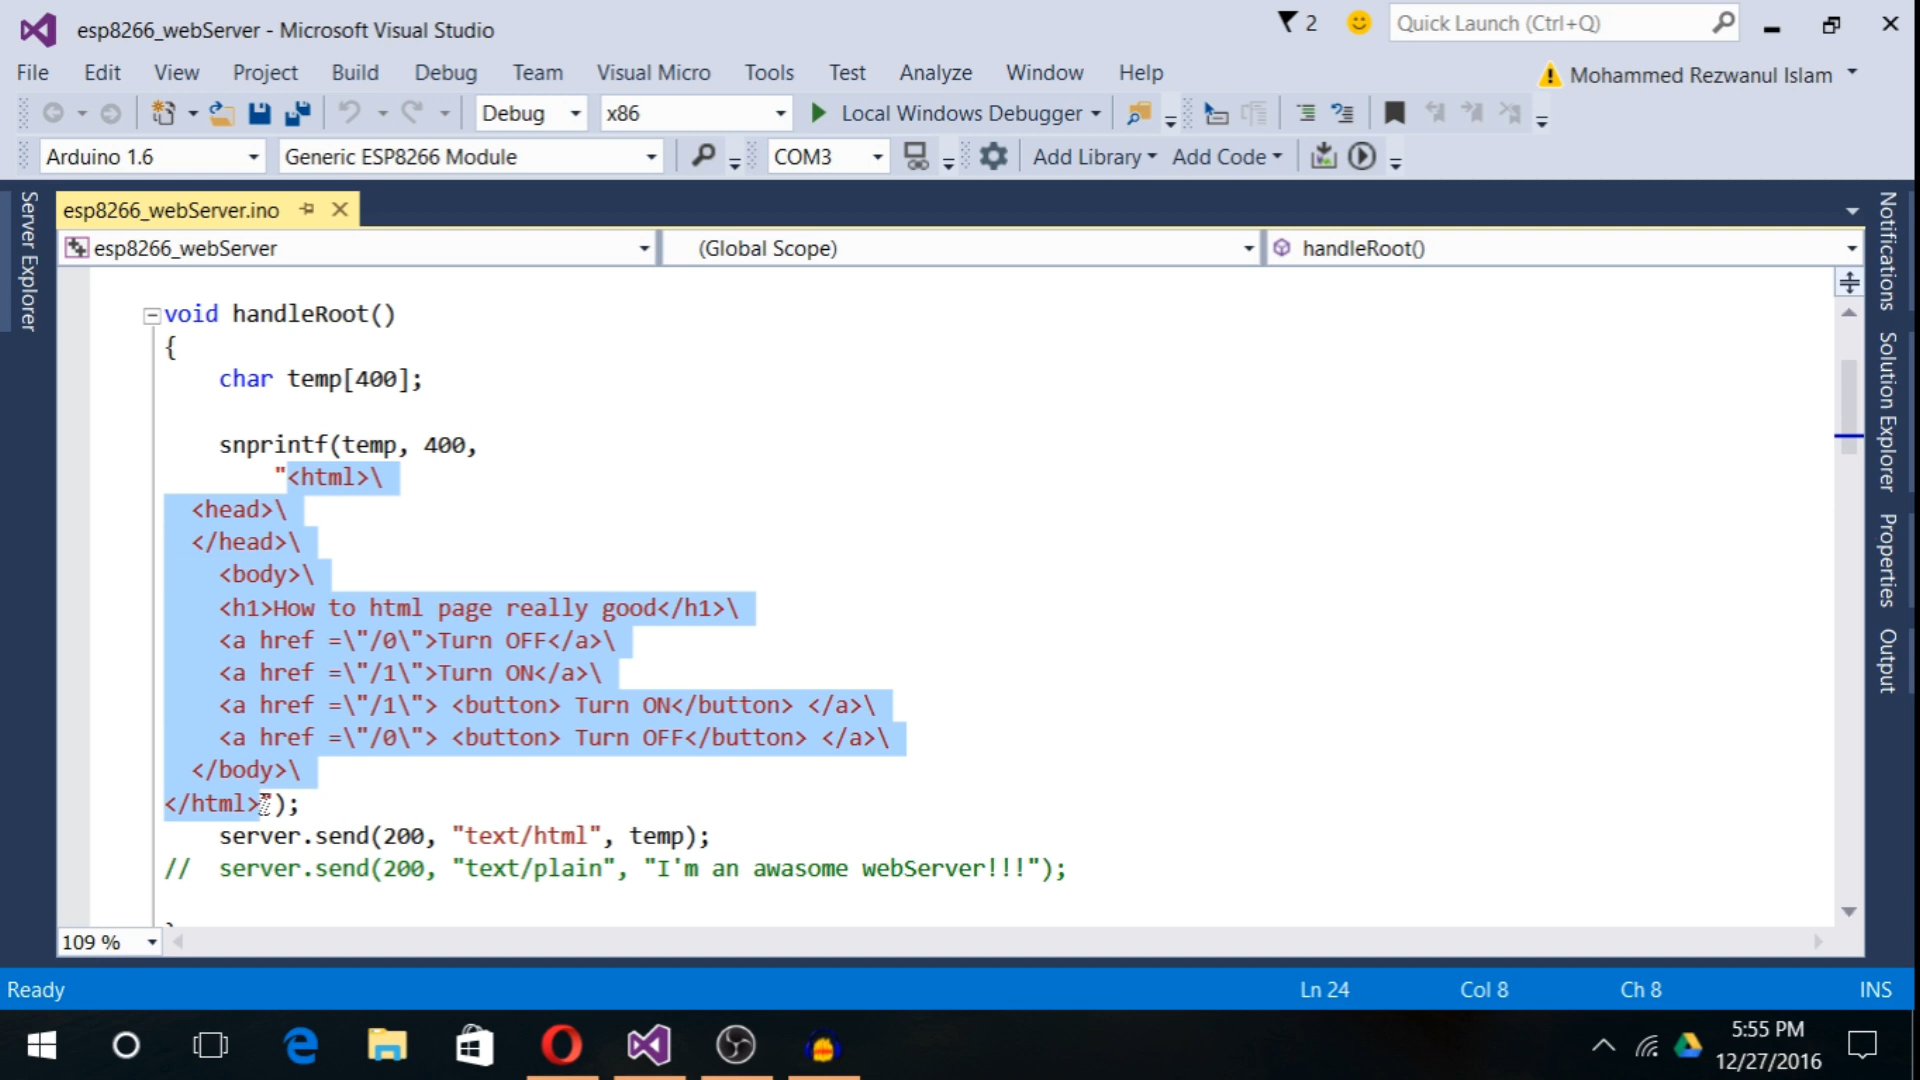 esp8266_webServer - Microsoft Visual Studio
2
Quick Launch (Ctrl+Q)
File Edit View Project Build Debug Team Visual Micro Tools Test Analyze Window Help
Mohammed Rezwanul Islam
Debug x86 Local Windows Debugger
Arduino 1.6 Generic ESP8266 Module COM3 Add Library Add Code
Server Explorer
esp8266_webServer.ino
esp8266_webServer (Global Scope) handleRoot()
void handleRoot()
{
char temp[400];
snprintf(temp, 400,
"<html>\
<head>\
</head>\
<body>\
<h1>How to html page really good</h1>\
<a href =\"/0\">Turn OFF</a>\
<a href =\"/1\">Turn ON</a>\
<a href =\"/1\"> <button> Turn ON</button> </a>\
<a href =\"/0\"> <button> Turn OFF</button> </a>\
</body>\
</html>");
server.send(200, "text/html", temp);
// server.send(200, "text/plain", "I'm an awasome webServer!!!");
109 %
Notifications
Solution Explorer
Properties
Output
Ready Ln 24 Col 8 Ch 8 INS
5:55 PM
12/27/2016